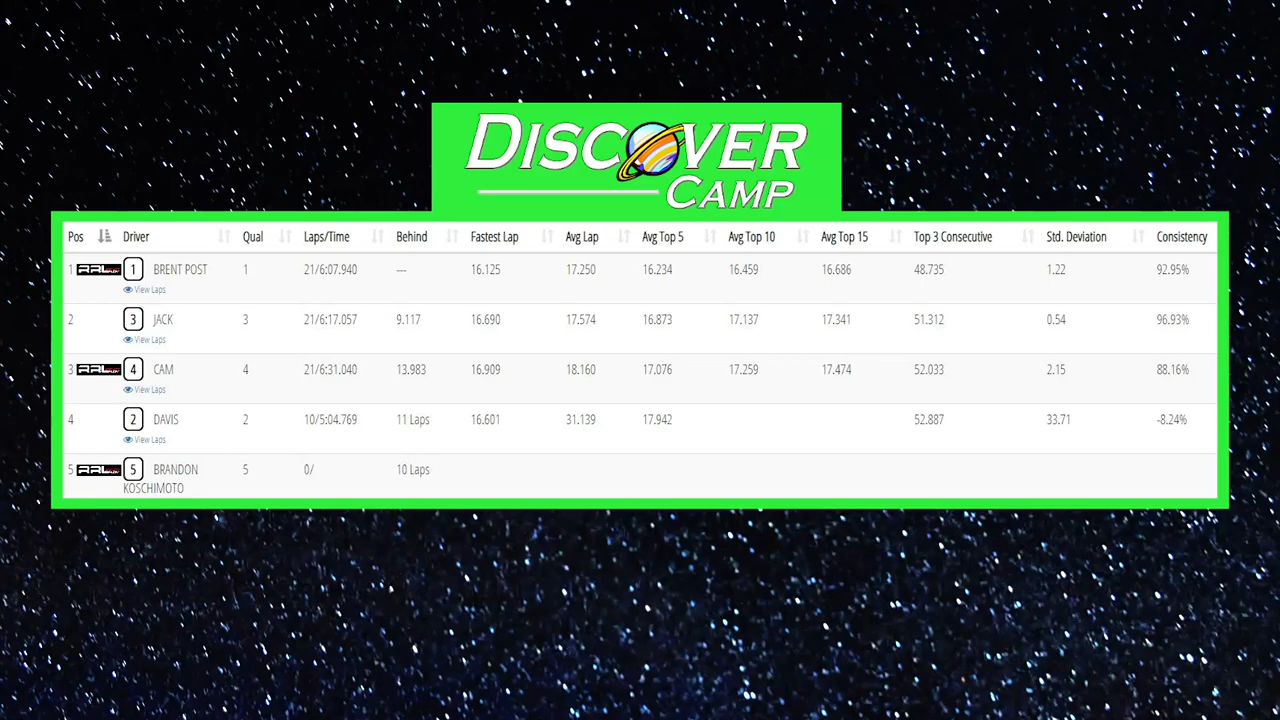 DISCOVER
CAMP
Pos Driver Qual Laps/Time Behind Fastest Lap Avg Lap Avg Top 5 Avg Top 10 Avg Top 15 Top 3 Consecutive Std. Deviation Consistency
1 1 BRENT POST 1 21/6:07.940 --- 16.125 17.250 16.234 16.459 16.686 48.735 1.22 92.95%
View Laps
2 3 JACK 3 21/6:17.057 9.117 16.690 17.574 16.873 17.137 17.341 51.312 0.54 96.93%
View Laps
3 4 CAM 4 21/6:31.040 13.983 16.909 18.160 17.076 17.259 17.474 52.033 2.15 88.16%
View Laps
4 2 DAVIS 2 10/5:04.769 11 Laps 16.601 31.139 17.942 52.887 33.71 -8.24%
View Laps
5 5 BRANDON 5 0/ 10 Laps
KOSCHIMOTO